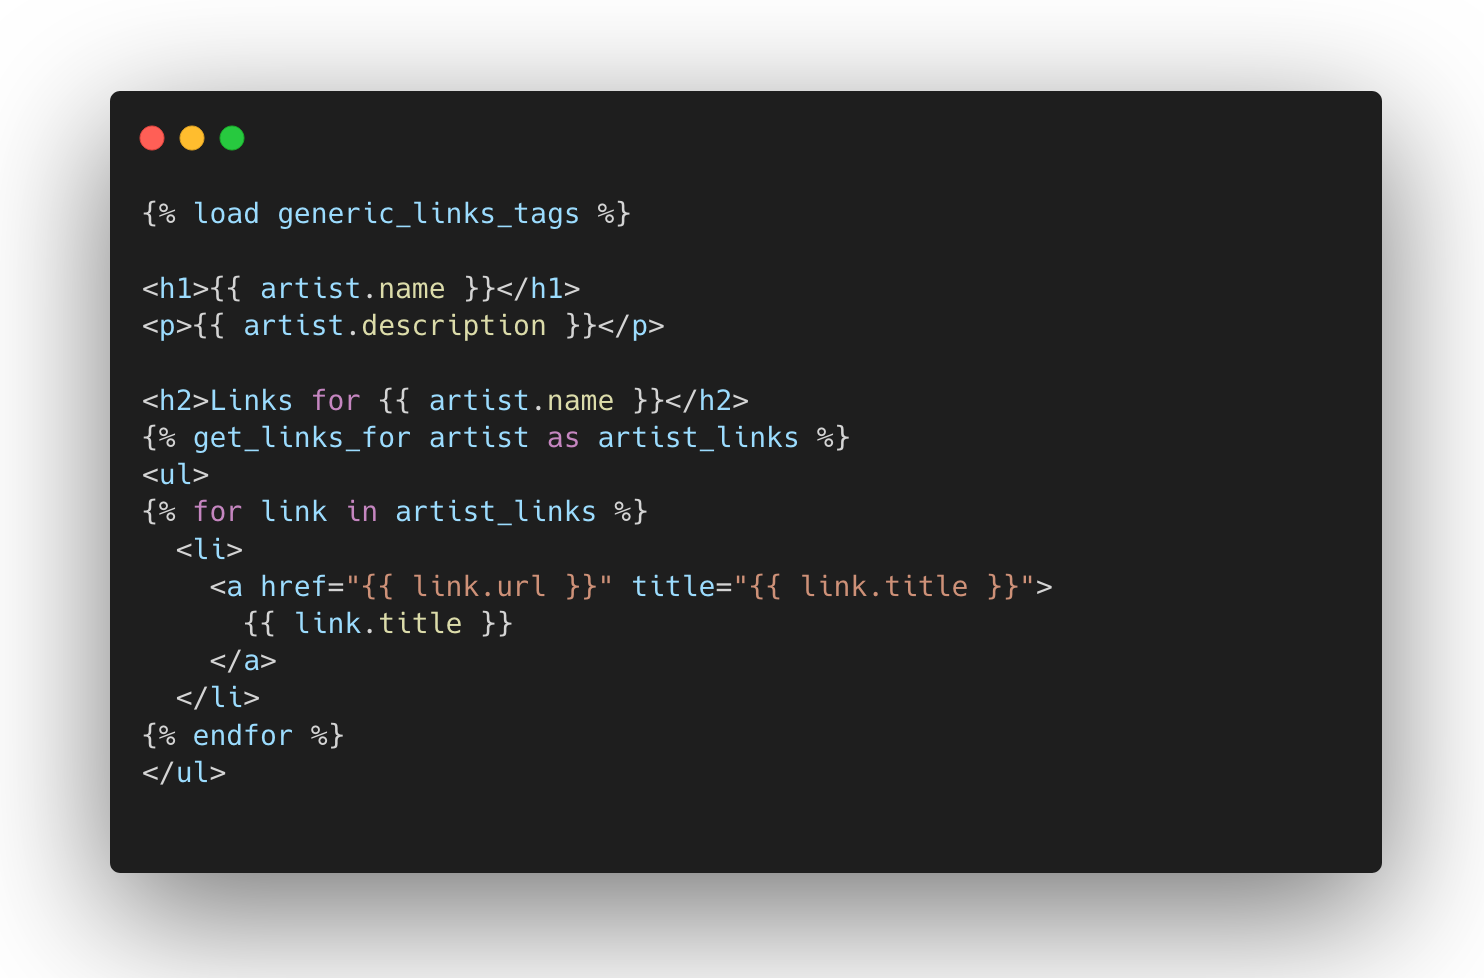 {% load generic_links_tags %}

<h1>{{ artist.name }}</h1>
<p>{{ artist.description }}</p>

<h2>Links for {{ artist.name }}</h2>
{% get_links_for artist as artist_links %}
<ul>
{% for link in artist_links %}
  <li>
    <a href="{{ link.url }}" title="{{ link.title }}">
      {{ link.title }}
    </a>
  </li>
{% endfor %}
</ul>